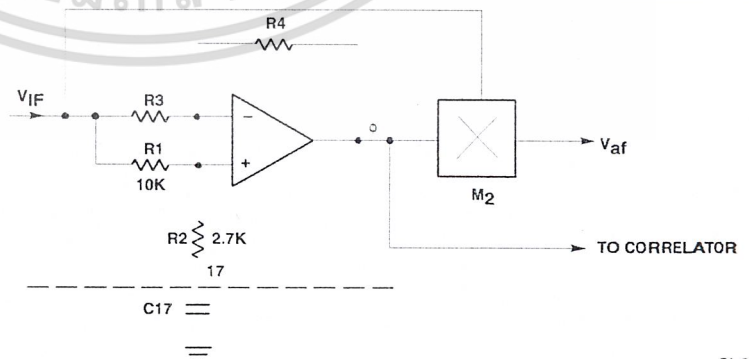 R4
VIF
R3
R1
10K
O
Vaf
M2
R2 2.7K
17
TO CORRELATOR
C17